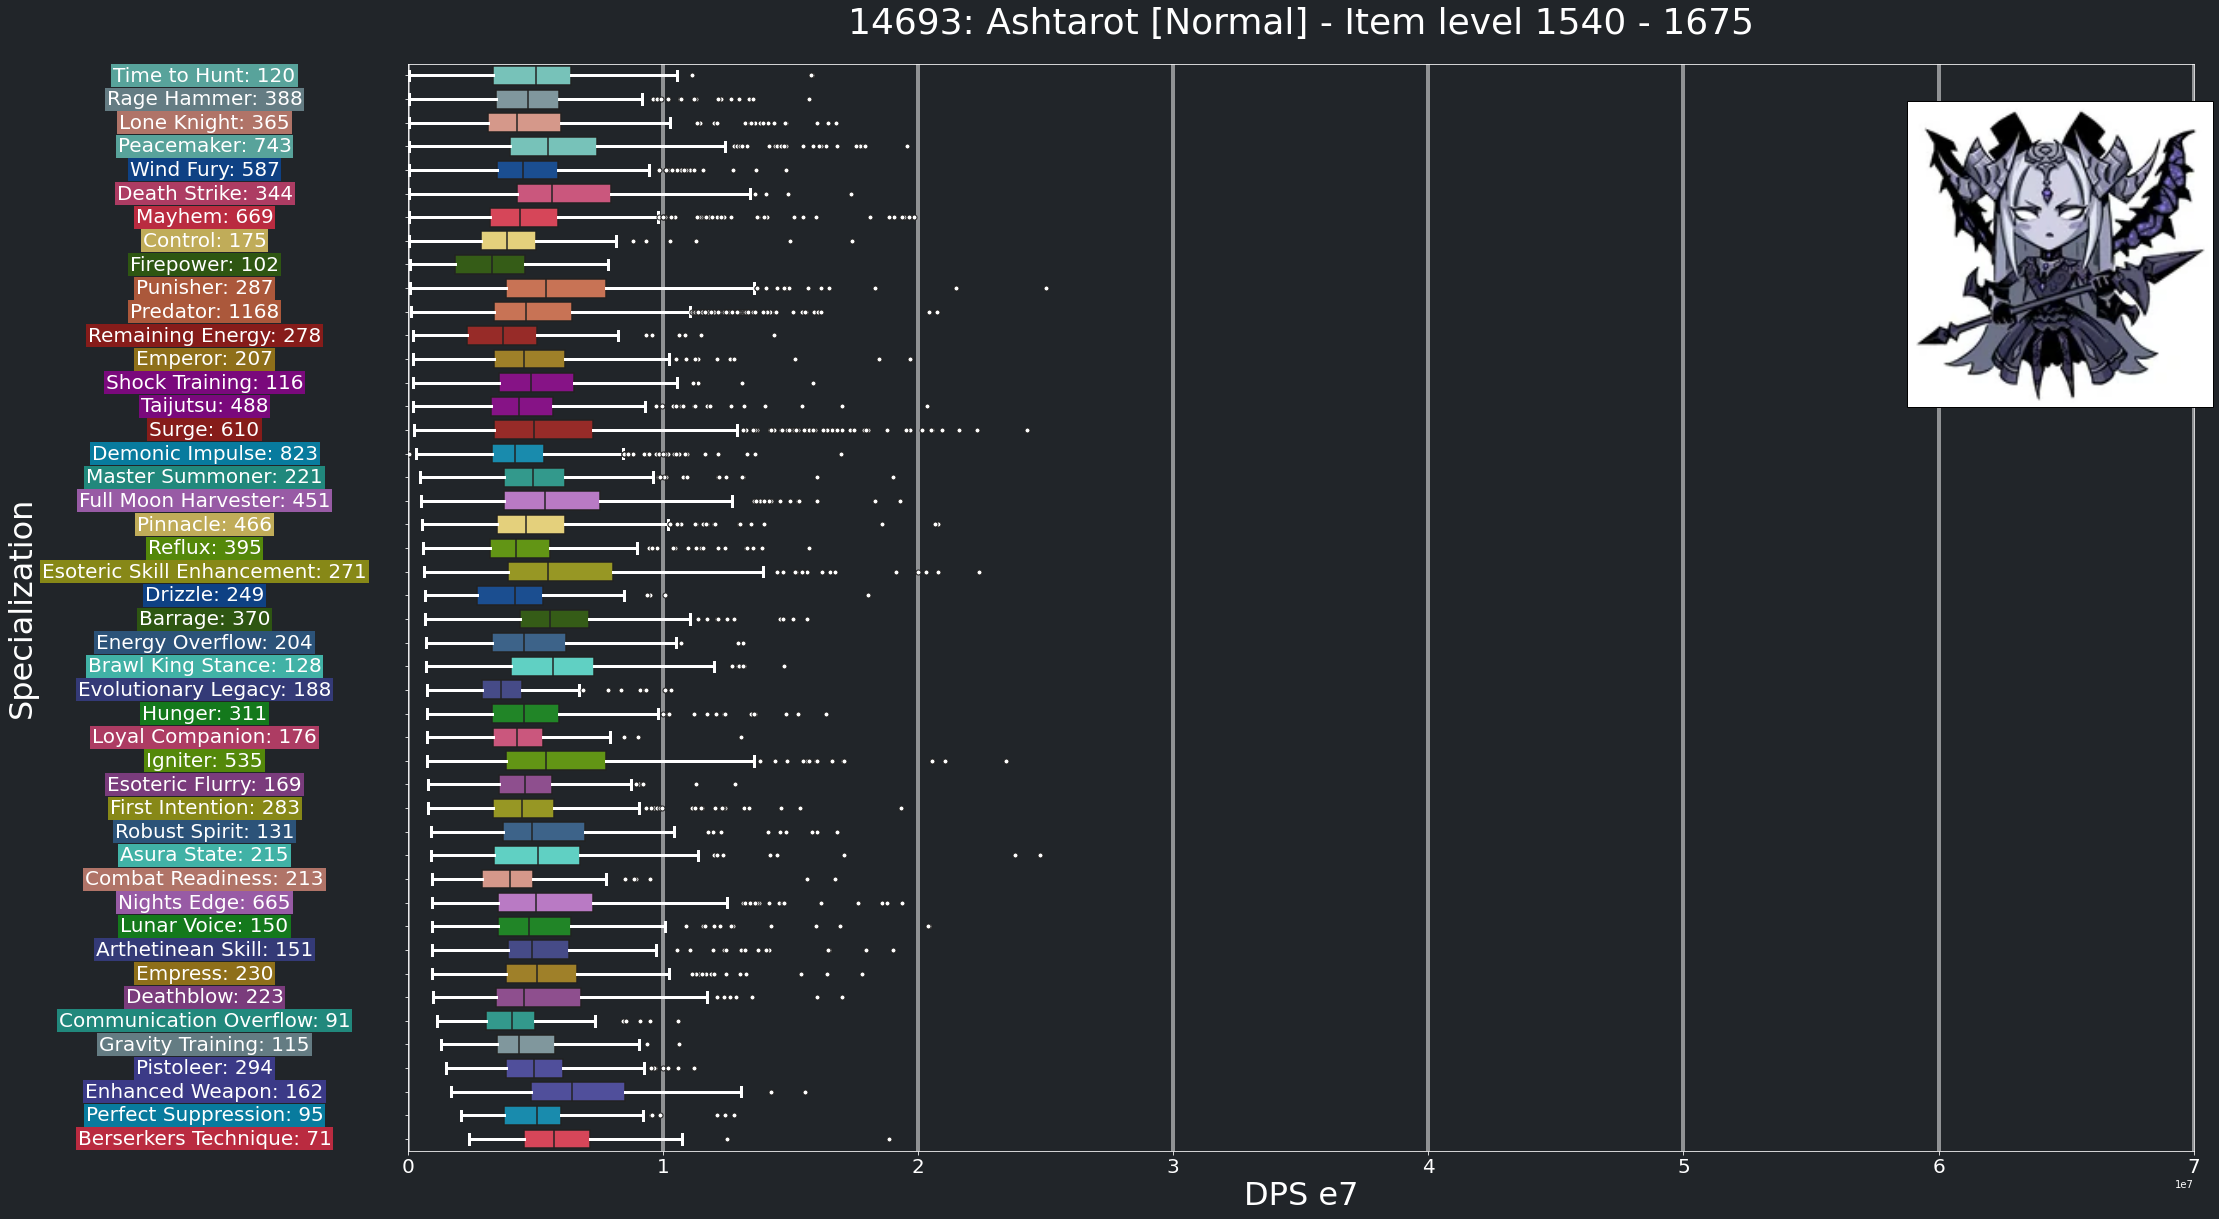 14693: Ashtarot [Normal] - Item level 1540 - 1675
Time to Hunt: 120
Rage Hammer: 388
Lone Knight: 365
Peacemaker: 743
Wind Fury: 587
Death Strike: 344
Mayhem: 669
Control: 175
Firepower: 102
Punisher: 287
Predator: 1168
Remaining Energy: 278
Emperor: 207
Shock Training: 116
Taijutsu: 488
Surge: 610
Demonic Impulse: 823
Master Summoner: 221
Full Moon Harvester: 451
Pinnacle: 466
Reflux: 395
Esoteric Skill Enhancement: 271
Drizzle: 249
Barrage: 370
Energy Overflow: 204
Brawl King Stance: 128
Evolutionary Legacy: 188
Hunger: 311
Loyal Companion: 176
Igniter: 535
Esoteric Flurry: 169
First Intention: 283
Robust Spirit: 131
Asura State: 215
Combat Readiness: 213
Nights Edge: 665
Lunar Voice: 150
Arthetinean Skill: 151
Empress: 230
Deathblow: 223
Communication Overflow: 91
Gravity Training: 115
Pistoleer: 294
Enhanced Weapon: 162
Perfect Suppression: 95
Berserkers Technique: 71
Specialization
0 1 2 3 4 5 6 7
1e7
DPS e7